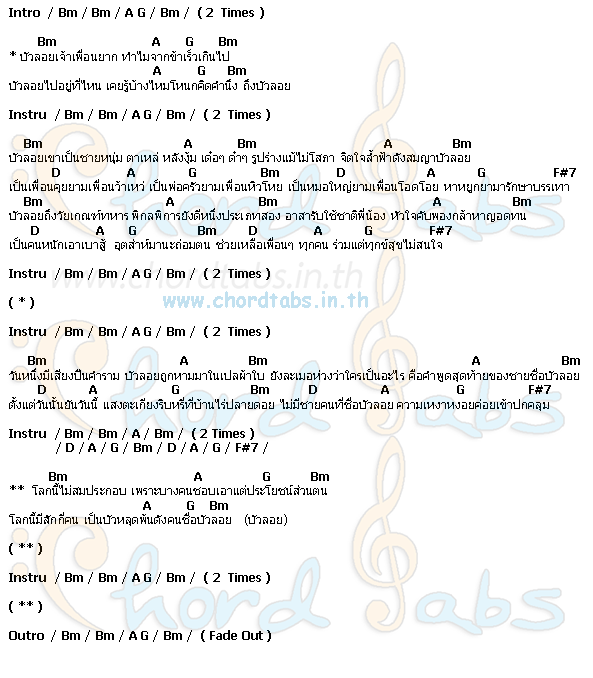 Intro / Bm / Bm / A G / Bm / ( 2 Times )
Bm A G Bm
* บัวลอยเจ้าเพื่อนยาก ทำไมจากข้าเร็วเกินไป
A G Bm
บัวลอยไปอยู่ที่ไหน เคยรู้บ้างไหมโหนกคิดคำนึง ถึงบัวลอย
Instru / Bm / Bm / A G / Bm / ( 2 Times )
Bm A Bm A Bm
บัวลอยเขาเป็นชายหนุ่ม ตาเหล่ หลังงุ้ม เด๋อๆ ด๋าๆ รูปร่างแม้ไม่โสภา จิตใจล้ำฟ้าดังสมญาบัวลอย
D A G Bm D A G F#7
เป็นเพื่อนคุยยามเพื่อนว้าเหว่ เป็นพ่อครัวยามเพื่อนหิวโหย เป็นหมอใหญ่ยามเพื่อนโอดโอย หาหยูกยามารักษาบรรเทา
Bm A Bm A Bm
บัวลอยถึงวัยเกณฑ์ทหาร พิกลพิการยังดีหนึ่งประเภทสอง อาสารับใช้ชาติพี่น้อง หัวใจคับพองกล้าหาญอดทน
D A G Bm D A G F#7
เป็นคนหนักเอาเบาสู้ อุตส่าห์มานะถ่อมตน ช่วยเหลือเพื่อนๆ ทุกคน ร่วมแต่ทุกข์สุขไม่สนใจ
Instru / Bm / Bm / A G / Bm / ( 2 Times )
www.chordtabs.in.th
( * )
www.chordtabs.in.th
Instru / Bm / Bm / A G / Bm / ( 2 Times )
Bm A Bm A Bm
วันหนึ่งมีเสียงปืนคำราม บัวลอยถูกหามมาในเปลผ้าใบ ยังละเมอห่วงว่าใครเป็นอะไร คือคำพูดสุดท้ายของชายชื่อบัวลอย
D A G Bm D A G F#7
ตั้งแต่วันนั้นยันวันนี้ แสงตะเกียงริบหรี่ที่บ้านไร่ปลายดอย ไม่มีชายคนที่ชื่อบัวลอย ความเหงาหงอยค่อยเข้าปกคลุม
Instru / Bm / Bm / A / Bm / ( 2 Times )
/ D / A / G / Bm / D / A / G / F#7 /
Bm A G Bm
** โลกนี้ไม่สมประกอบ เพราะบางคนชอบเอาแต่ประโยชน์ส่วนตน
A G Bm
โลกนี้มีสักกี่คน เป็นบัวหลุดพ้นดังคนชื่อบัวลอย (บัวลอย)
( ** )
Instru / Bm / Bm / A G / Bm / ( 2 Times )
( ** )
Outro / Bm / Bm / A G / Bm / ( Fade Out )
Chord Tabs